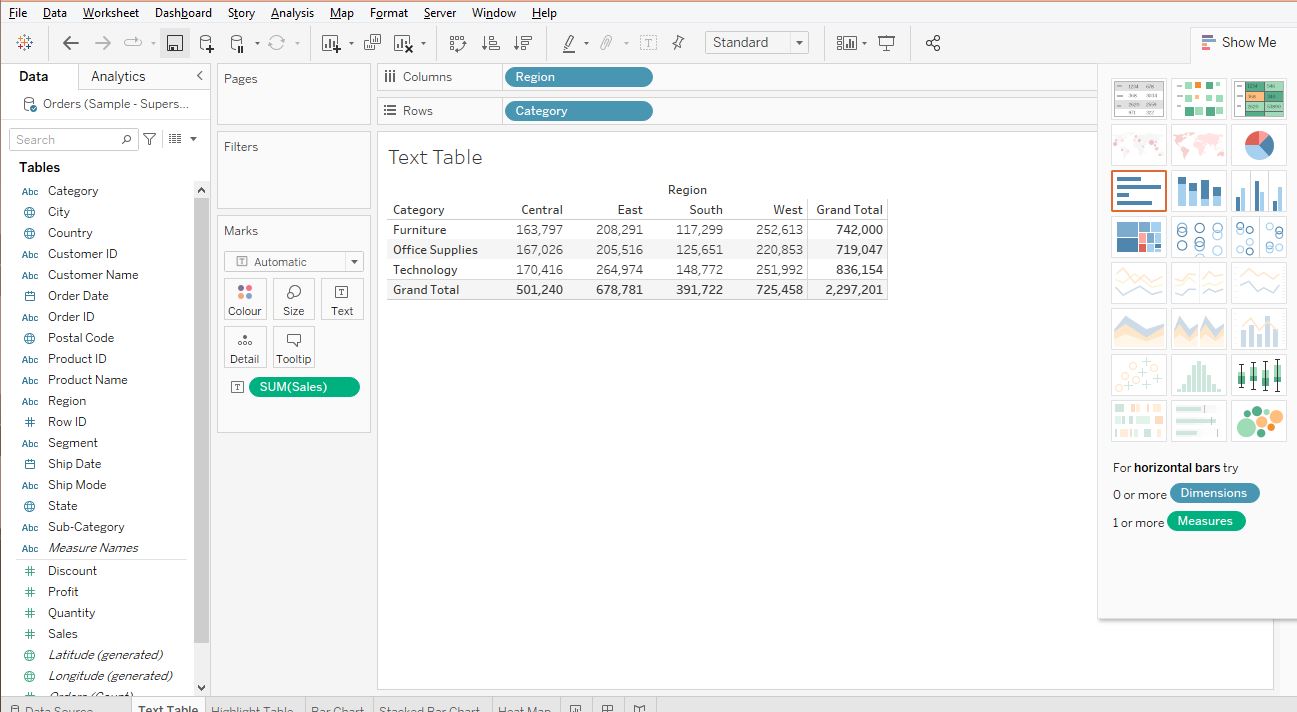 File Data Worksheet Dashboard Story Analysis Map Format Server Window Help
Standard
Show Me
Data Analytics
Orders (Sample - Supers...
Search
Tables
Abc Category
City
Country
Abc Customer ID
Abc Customer Name
Order Date
Abc Order ID
Postal Code
Abc Product ID
Abc Product Name
Abc Region
Row ID
Abc Segment
Ship Date
Abc Ship Mode
State
Abc Sub-Category
Abc Measure Names
Discount
Profit
Quantity
Sales
Latitude (generated)
Longitude (generated)
Orders (Count)
Pages
Filters
Marks
Automatic
Colour Size Text
Detail Tooltip
SUM(Sales)
Columns Region
Rows Category
Text Table
Region
Category Central East South West Grand Total
Furniture 163,797 208,291 117,299 252,613 742,000
Office Supplies 167,026 205,516 125,651 220,853 719,047
Technology 170,416 264,974 148,772 251,992 836,154
Grand Total 501,240 678,781 391,722 725,458 2,297,201
For horizontal bars try
0 or more Dimensions
1 or more Measures
Data Source Text Table Highlight Table Bar Chart Stacked Bar Chart Heat Map